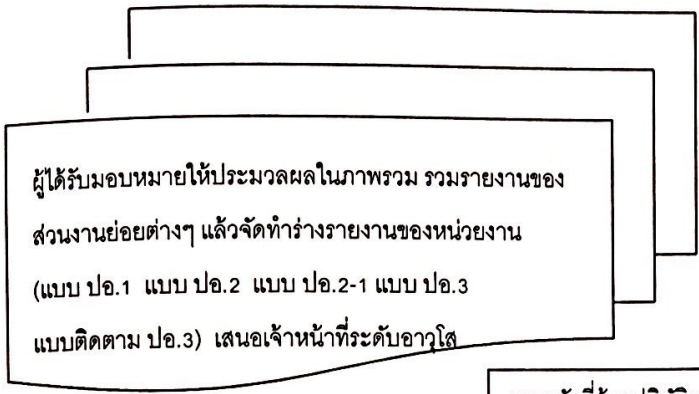 ผู้ได้รับมอบหมายให้ประมวลผลในภาพรวม รวมรายงานของ
ส่วนงานย่อยต่างๆ แล้วจัดทำร่างรายงานของหน่วยงาน
(แบบ ปอ.1 แบบ ปอ.2 แบบ ปอ.2-1 แบบ ปอ.3
แบบติดตาม ปอ.3) เสนอเจ้าหน้าที่ระดับอาวุโส